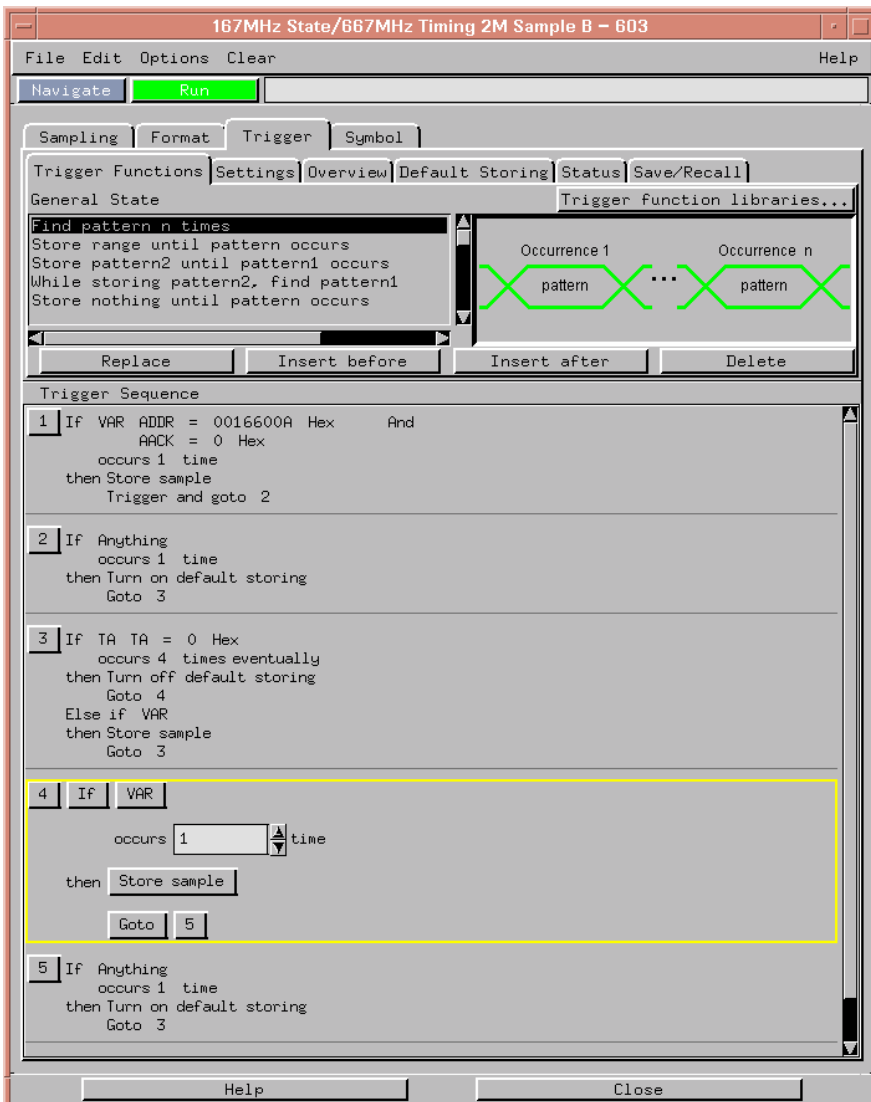 167MHz State/667MHz Timing 2M Sample B - 603
File Edit Options Clear Help
Navigate Run
Sampling Format Trigger Symbol
Trigger Functions Settings Overview Default Storing Status Save/Recall
General State Trigger function libraries...
Find pattern n times
Store range until pattern occurs
Store pattern2 until pattern1 occurs
While storing pattern2, find pattern1
Store nothing until pattern occurs
Occurrence 1 Occurrence n
pattern ... pattern
Replace Insert before Insert after Delete
Trigger Sequence
1 If VAR ADDR = 0016600A Hex And
AACK = 0 Hex
occurs 1 time
then Store sample
Trigger and goto 2
2 If Anything
occurs 1 time
then Turn on default storing
Goto 3
3 If TA TA = 0 Hex
occurs 4 times eventually
then Turn off default storing
Goto 4
Else if VAR
then Store sample
Goto 3
4 If VAR
occurs 1 time
then Store sample
Goto 5
5 If Anything
occurs 1 time
then Turn on default storing
Goto 3
Help Close